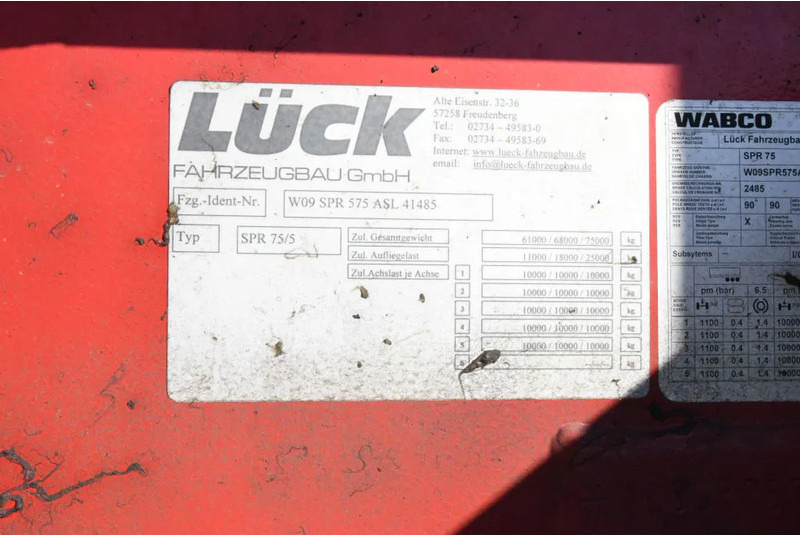 LÜCK
FAHRZEUGBAU GmbH
Alte Eisenstr. 32-36
57258 Freudenberg
Tel.: 02734 – 49583-0
Fax: 02734 – 49583-69
Internet: www.lueck-fahrzeugbau.de
email: info@lueck-fahrzeugbau.de
Fzg.-Ident-Nr. W09 SPR 575 ASL 41485
Typ SPR 75/5
Zul. Gesamtgewicht 61000 / 68000 / 75000 kg
Zul. Aufliegelast 11000 / 18000 / 25000 kg
Zul.Achslast je Achse 1 10000 / 10000 / 10000 kg
2 10000 / 10000 / 10000 kg
3 10000 / 10000 / 10000 kg
4 10000 / 10000 / 10000 kg
5 10000 / 10000 / 10000 kg
kg
WABCO
Lück Fahrzeugba
SPR 75
W09SPR575A
2485
90 90
X
Subsytems - I/O
pm (bar) 6.5 pm
1 1100 0.4 1.4 10000
1100 0.4 1.4 10000
1100 0.4 1.4 10000
1100 0.4 1.4 10000
1100 0.4 1.4 10000